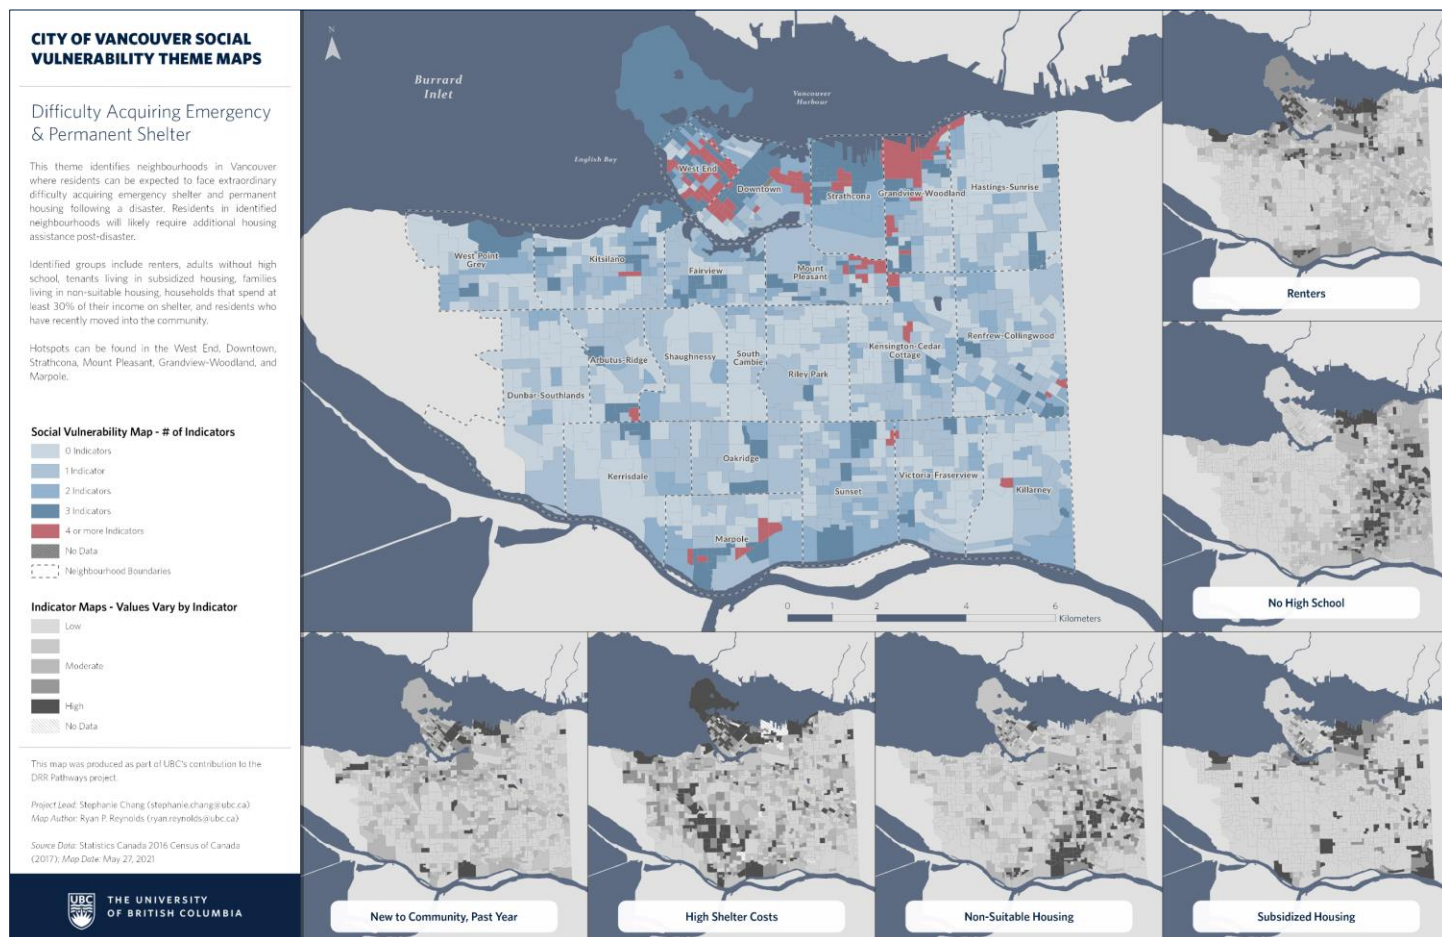 CITY OF VANCOUVER SOCIAL
VULNERABILITY THEME MAPS
Difficulty Acquiring Emergency
& Permanent Shelter
This theme identifies neighbourhoods in Vancouver
where residents can be expected to face extraordinary
difficulty acquiring emergency shelter and permanent
housing following a disaster. Residents in identified
neighbourhoods will likely require additional housing
assistance post-disaster.
Identified groups include renters, adults without high
school, tenants living in subsidized housing, families
living in non-suitable housing, households that spend at
least 30% of their income on shelter, and residents who
have recently moved into the community.
Hotspots can be found in the West End, Downtown,
Strathcona, Mount Pleasant, Grandview-Woodland, and
Marpole.
Social Vulnerability Map - # of Indicators
0 Indicators
1 Indicator
2 Indicators
3 Indicators
4 or more Indicators
No Data
Neighbourhood Boundaries
Indicator Maps - Values Vary by Indicator
Low
Moderate
High
No Data
This map was produced as part of UBC's contribution to the
DRR Pathways project
Project Lead: Stephanie Chang (stephanie.chang@ubc.ca)
Map Author: Ryan P. Reynolds (ryan.reynolds@ubc.ca)
Source Data: Statistics Canada 2016 Census of Canada
(2017); Map Date: May 27, 2021
UBC
THE UNIVERSITY
OF BRITISH COLUMBIA
N
Burrard
Inlet
Vancouver
Harbour
English Bay
West End
Downtown
Strathcona
Grandview-Woodland
Hastings-Sunrise
West Point
Grey
Kitsilano
Fairview
Mount
Pleasant
Dunbar-Southlands
Arbutus-Ridge
Shaughnessy
South
Cambie
Riley Park
Kensington-Cedar
Cottage
Renfrew-Collingwood
Kerrisdale
Oakridge
Sunset
Victoria-Fraserview
Killarney
Marpole
0
1
2
4
6
Kilometers
Renters
No High School
New to Community, Past Year
High Shelter Costs
Non-Suitable Housing
Subsidized Housing